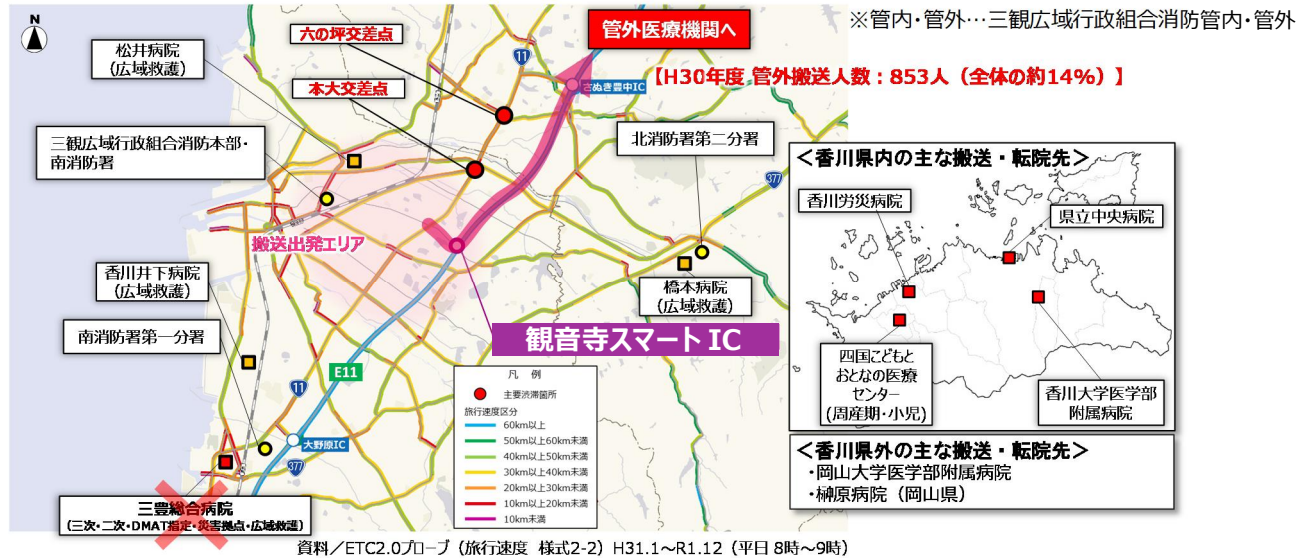 ※管内・管外…三観広域行政組合消防管内・管外
N
六の坪交差点
管外医療機関へ
11
松井病院
(広域救護)
さぬき豊中IC
【H30年度 管外搬送人数:853人(全体の約14%)】
本大交差点
三観広域行政組合消防本部・
南消防署
北消防署第二分署
377
搬送出発エリア
香川井下病院
(広域救護)
橋本病院
(広域救護)
南消防署第一分署
観音寺スマートIC
E11
11
大野原IC
377
三豊総合病院
(三次・二次・DMAT指定・災害拠点・広域救護)
凡 例
主要渋滞箇所
旅行速度区分
60km以上
50km以上60km未満
40km以上50km未満
30km以上40km未満
20km以上30km未満
10km以上20km未満
10km未満
<香川県内の主な搬送・転院先>
香川労災病院
県立中央病院
四国こどもと
おとなの医療
センター
(周産期・小児)
香川大学医学部
附属病院
<香川県外の主な搬送・転院先>
・岡山大学医学部附属病院
・榊原病院(岡山県)
資料/ETC2.0プローブ(旅行速度 様式2-2)H31.1~R1.12(平日8時~9時)